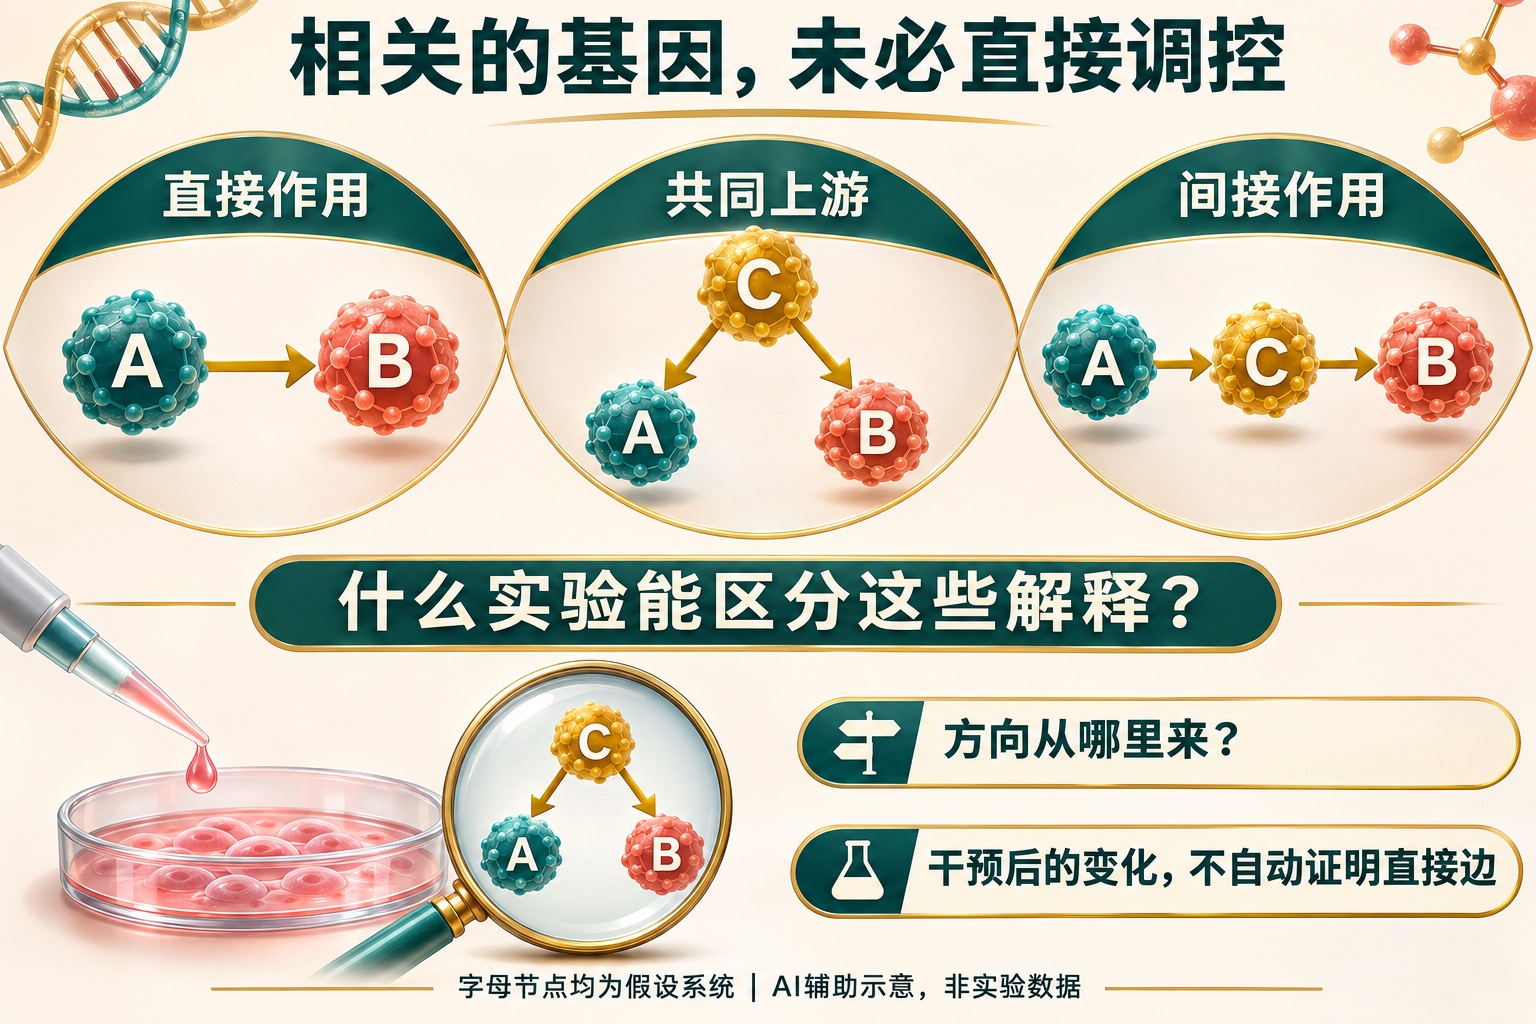 相关的基因，未必直接调控
直接作用
共同上游
间接作用
A
B
C
A
B
A
C
B
什么实验能区分这些解释？
C
A
B
方向从哪里来？
干预后的变化，不自动证明直接边
字母节点均为假设系统 | AI辅助示意，非实验数据